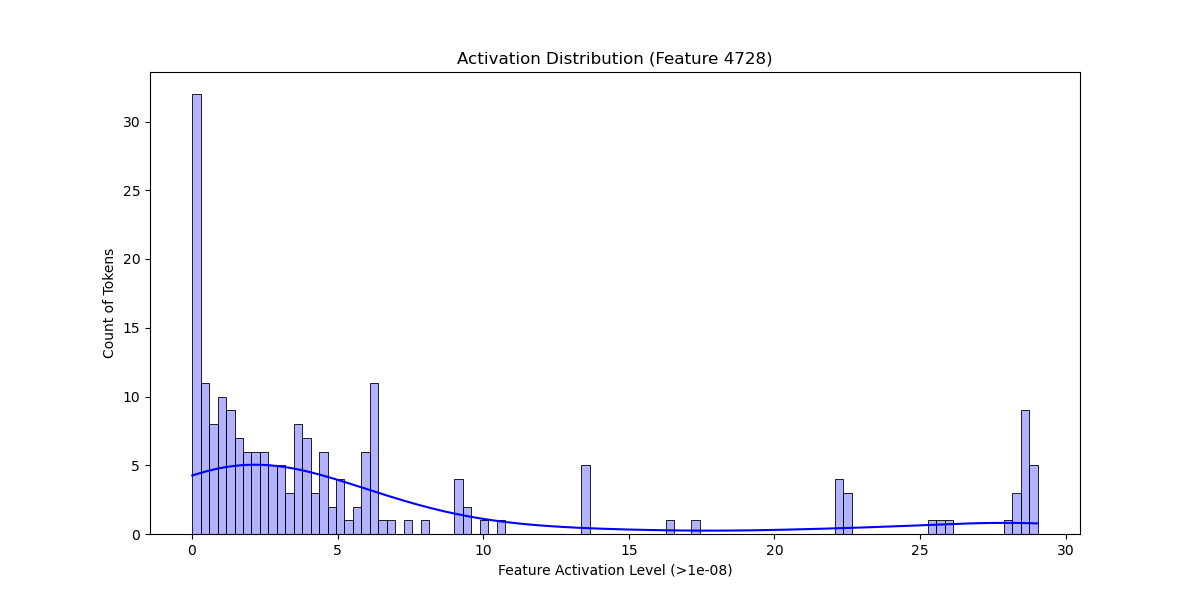 Activation Distribution (Feature 4728)
Count of Tokens
30
25
20
15
10
5
0
0 5 10 15 20 25 30
Feature Activation Level (>1e-08)